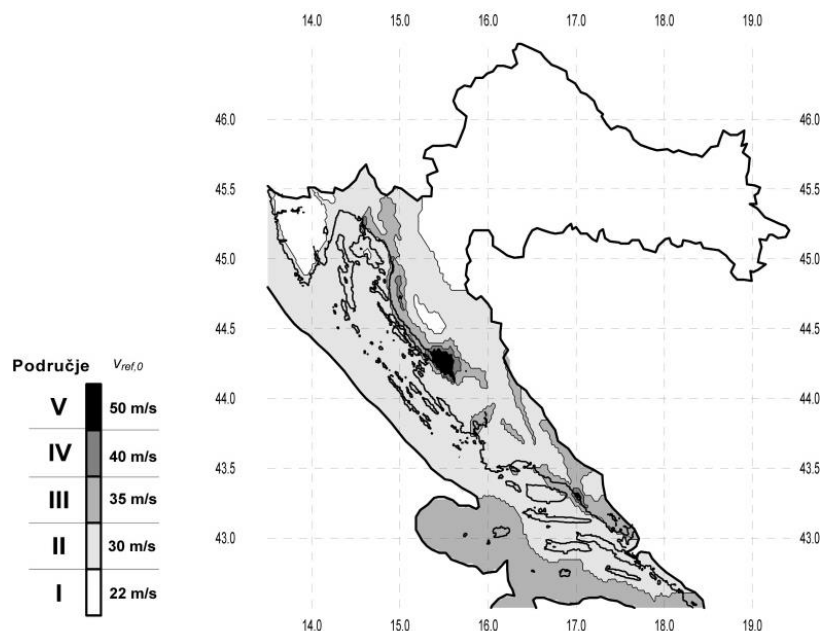 14.0 15.0 16.0 17.0 18.0 19.0
46.0 46.0
45.5 45.5
45.0 45.0
44.5 44.5
44.0 44.0
43.5 43.5
43.0 43.0
14.0 15.0 16.0 17.0 18.0 19.0
Područje Vref,0
V 50 m/s
IV 40 m/s
III 35 m/s
II 30 m/s
I 22 m/s